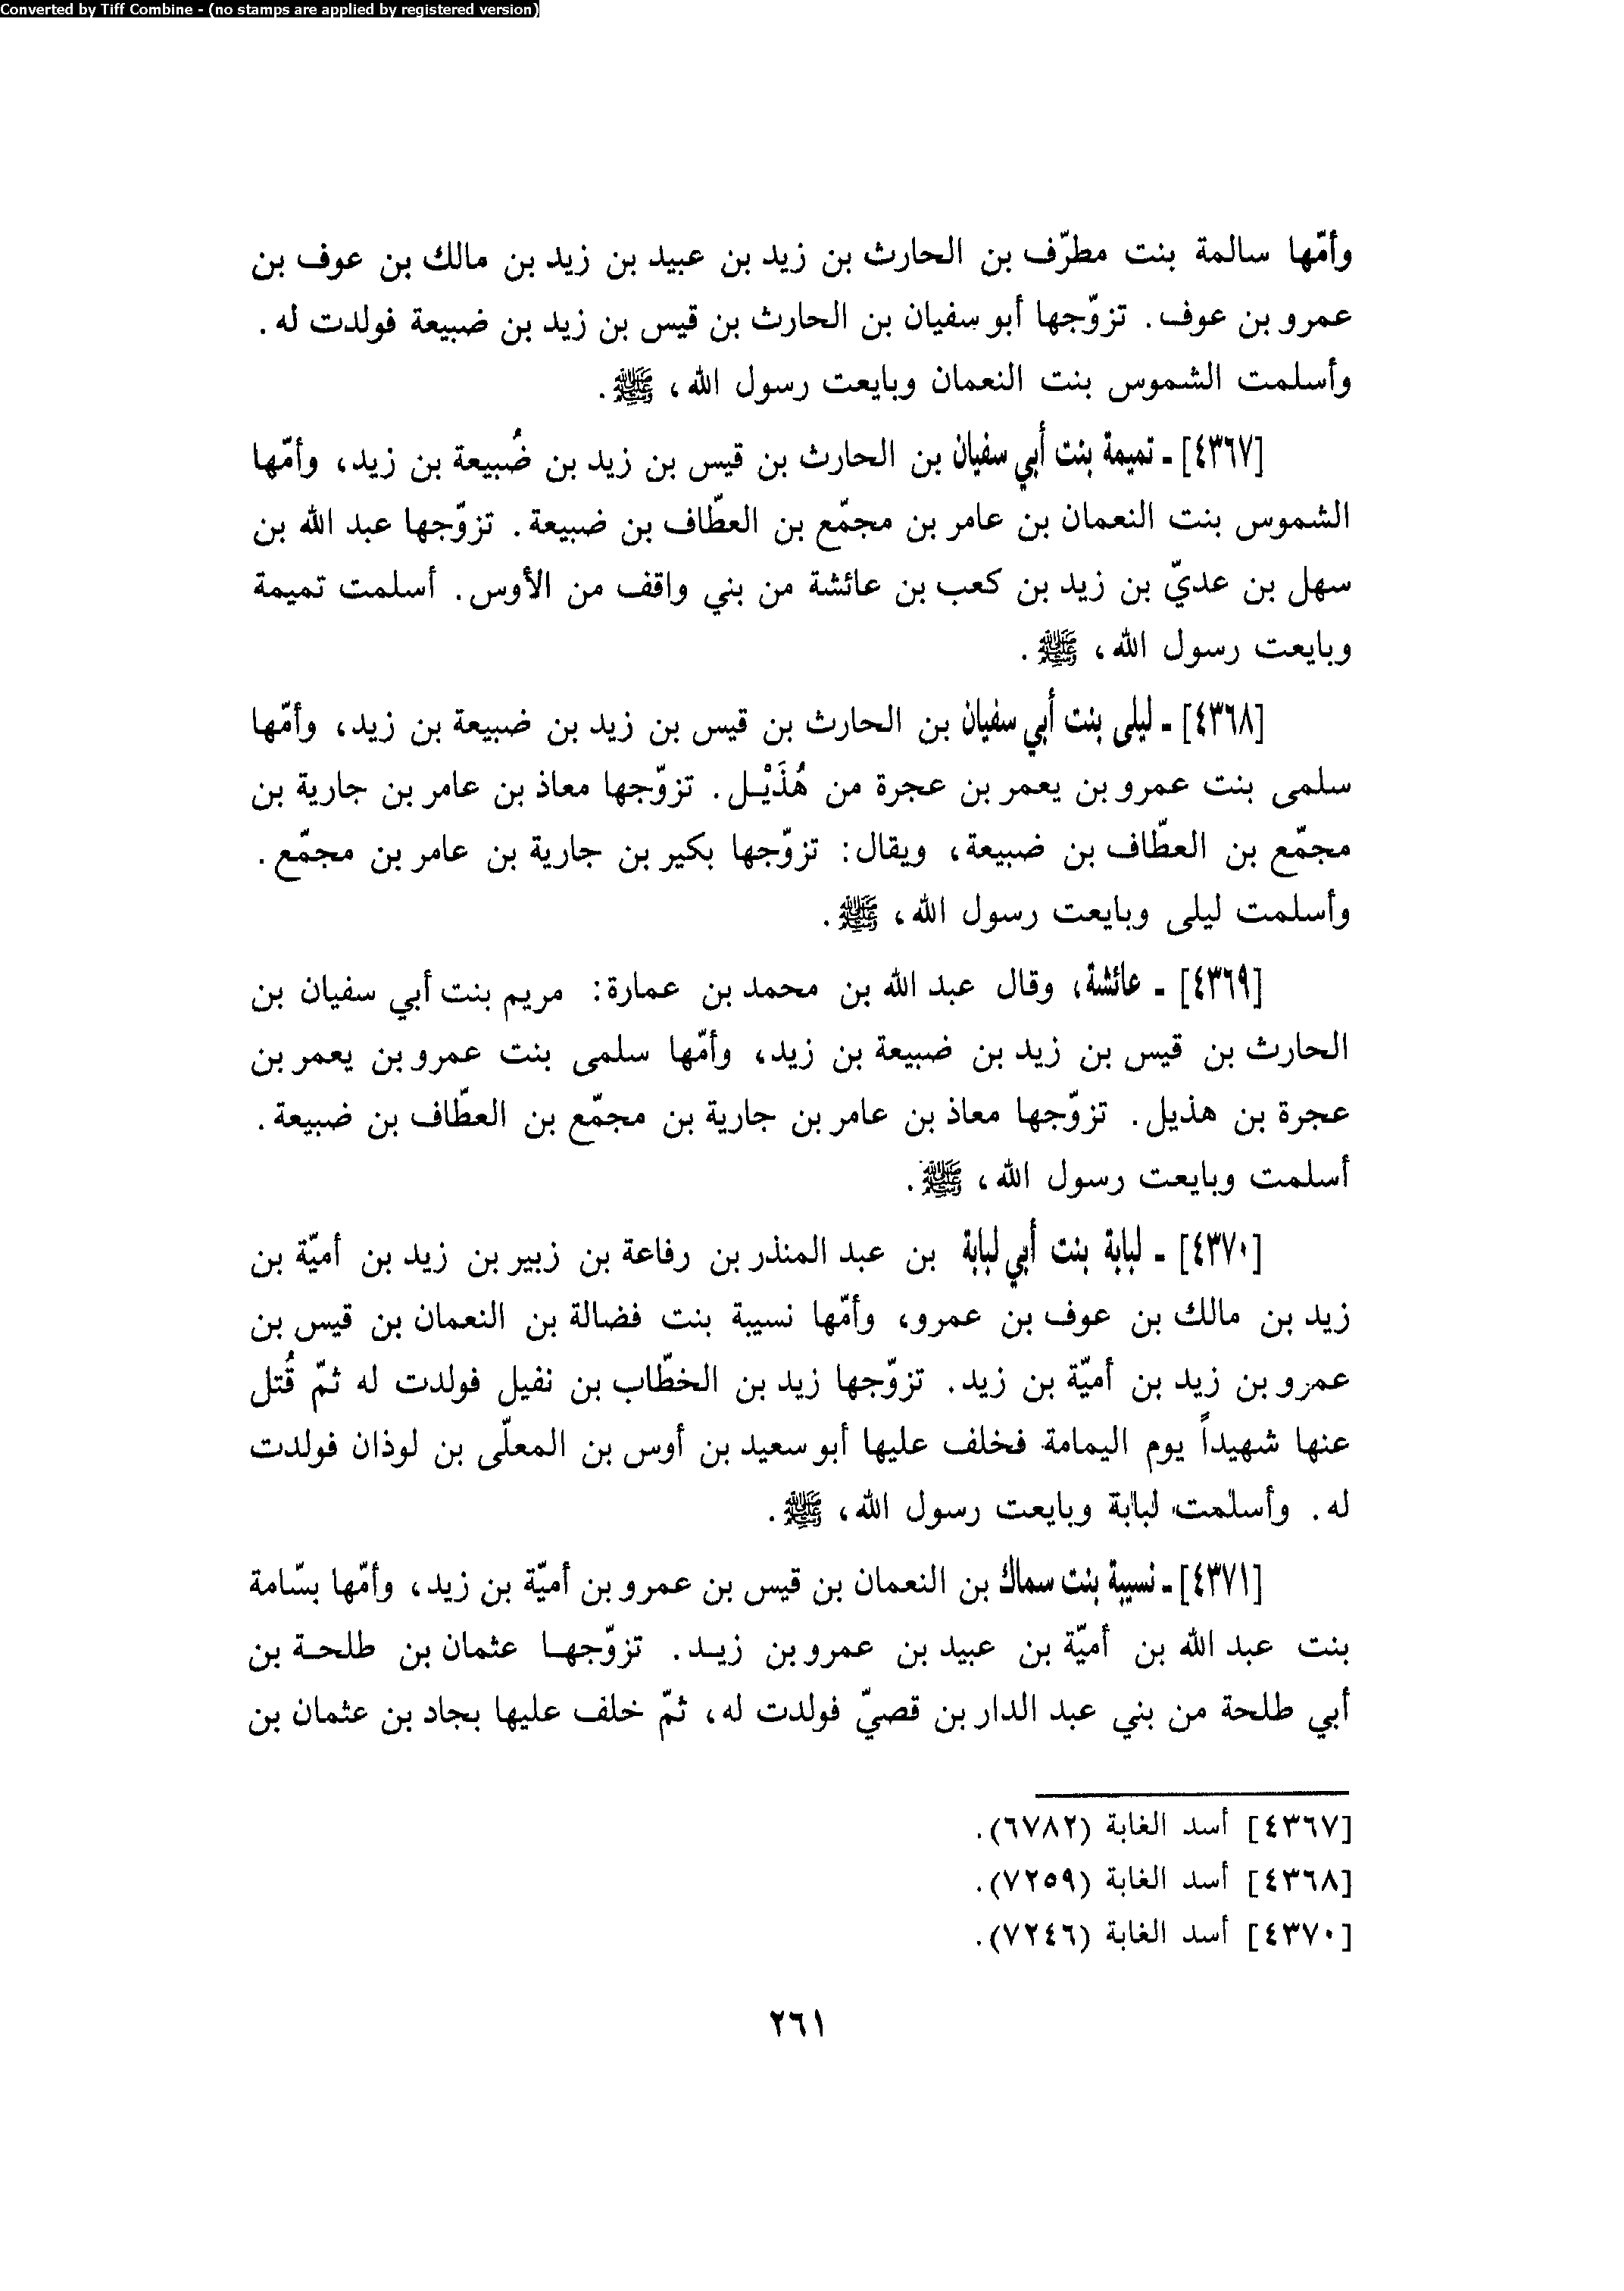 Converted by Tiff Combine - (no stamps are applied by registered version)
وأمّها سالمة بنت مطرّف بن الحارث بن زيد بن عبيد بن زيد بن مالك بن عوف بن
عمرو بن عوف. تزوّجها أبو سفيان بن الحارث بن قيس بن زيد بن ضبيعة فولدت له.
وأسلمت الشموس بنت النعمان وبايعت رسول الله، ﷺ.
[٤٣٦٧] ـ تميمة بنت أبي سفيان بن الحارث بن قيس بن زيد بن ضُبيعة بن زيد، وأمّها
الشموس بنت النعمان بن عامر بن مجمّع بن العطّاف بن ضبيعة. تزوّجها عبد الله بن
سهل بن عديّ بن زيد بن كعب بن عائشة من بني واقف من الأوس. أسلمت تميمة
وبايعت رسول الله، ﷺ.
[٤٣٦٨] ـ ليلى بنت أبي سفيان بن الحارث بن قيس بن زيد بن ضبيعة بن زيد، وأمّها
سلمى بنت عمرو بن يعمر بن عجرة من هُذَيْل. تزوّجها معاذ بن عامر بن جارية بن
مجمّع بن العطّاف بن ضبيعة، ويقال: تزوّجها بكير بن جارية بن عامر بن مجمّع.
وأسلمت ليلى وبايعت رسول الله، ﷺ.
[٤٣٦٩] ـ عائشة، وقال عبد الله بن محمد بن عمارة: مريم بنت أبي سفيان بن
الحارث بن قيس بن زيد بن ضبيعة بن زيد، وأمّها سلمى بنت عمرو بن يعمر بن
عجرة بن هذيل. تزوّجها معاذ بن عامر بن جارية بن مجمّع بن العطّاف بن ضبيعة.
أسلمت وبايعت رسول الله، ﷺ.
[٤٣٧٠] ـ لبابة بنت أبي لبابة بن عبد المنذر بن رفاعة بن زبير بن زيد بن أميّة بن
زيد بن مالك بن عوف بن عمرو، وأمّها نسيبة بنت فضالة بن النعمان بن قيس بن
عمرو بن زيد بن أميّة بن زيد. تزوّجها زيد بن الخطّاب بن نفيل فولدت له ثمّ قُتل
عنها شهيداً يوم اليمامة فخلف عليها أبو سعيد بن أوس بن المعلّى بن لوذان فولدت
له. وأسلمت لبابة وبايعت رسول الله، ﷺ.
[٤٣٧١] ـ نسيبة بنت سماك بن النعمان بن قيس بن عمرو بن أميّة بن زيد، وأمّها بسّامة
بنت عبد الله بن أميّة بن عبيد بن عمرو بن زيد. تزوّجها عثمان بن طلحة بن
أبي طلحة من بني عبد الدار بن قصيّ فولدت له، ثمّ خلف عليها بجاد بن عثمان بن
[٤٣٦٧] أسد الغابة (٦٧٨٢).
[٤٣٦٨] أسد الغابة (٧٢٥٩).
[٤٣٧٠] أسد الغابة (٧٢٤٦).
٢٦١